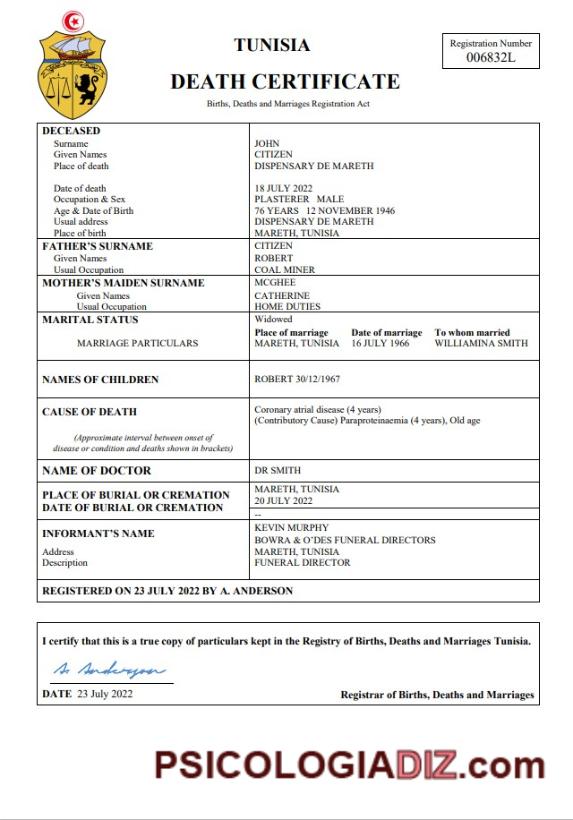 TUNISIA
DEATH CERTIFICATE
Births, Deaths and Marriages Registration Act
Registration Number
006832L
DECEASED
Surname JOHN
Given Names CITIZEN
Place of death DISPENSARY DE MARETH
Date of death 18 JULY 2022
Occupation & Sex PLASTERER MALE
Age & Date of Birth 76 YEARS 12 NOVEMBER 1946
Usual address DISPENSARY DE MARETH
Place of birth MARETH, TUNISIA
FATHER'S SURNAME CITIZEN
Given Names ROBERT
Usual Occupation COAL MINER
MOTHER'S MAIDEN SURNAME MCGHEE
Given Names CATHERINE
Usual Occupation HOME DUTIES
MARITAL STATUS Widowed
Place of marriage Date of marriage To whom married
MARRIAGE PARTICULARS MARETH, TUNISIA 16 JULY 1966 WILLIAMINA SMITH
NAMES OF CHILDREN ROBERT 30/12/1967
CAUSE OF DEATH Coronary atrial disease (4 years)
(Contributory Cause) Paraproteinaemia (4 years), Old age
(Approximate interval between onset of
disease or condition and deaths shown in brackets)
NAME OF DOCTOR DR SMITH
PLACE OF BURIAL OR CREMATION MARETH, TUNISIA
DATE OF BURIAL OR CREMATION 20 JULY 2022
--
INFORMANT'S NAME KEVIN MURPHY
BOWRA & O'DES FUNERAL DIRECTORS
Address MARETH, TUNISIA
Description FUNERAL DIRECTOR
REGISTERED ON 23 JULY 2022 BY A. ANDERSON
I certify that this is a true copy of particulars kept in the Registry of Births, Deaths and Marriages Tunisia.
A. Anderson
DATE 23 July 2022 Registrar of Births, Deaths and Marriages
PSICOLOGIADIZ.com